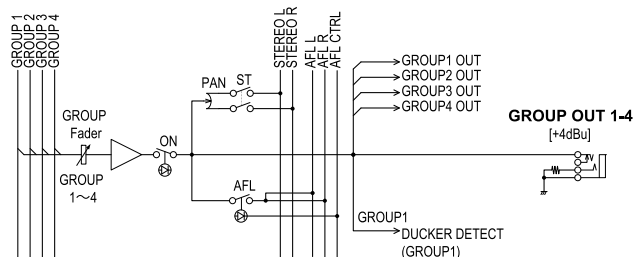 GROUP 1
GROUP 2
GROUP 3
GROUP 4
STEREO L
STEREO R
AFL L
AFL R
AFL CTRL
PAN
ST
GROUP1 OUT
GROUP2 OUT
GROUP3 OUT
GROUP4 OUT
GROUP
Fader
ON
GROUP OUT 1-4
[+4dBu]
GROUP
1～4
AFL
GROUP1
DUCKER DETECT
(GROUP1)